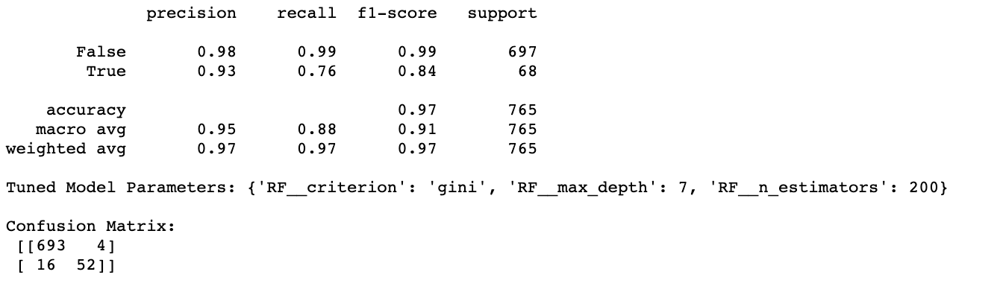 precision recall f1-score support
False 0.98 0.99 0.99 697
True 0.93 0.76 0.84 68
accuracy 0.97 765
macro avg 0.95 0.88 0.91 765
weighted avg 0.97 0.97 0.97 765
Tuned Model Parameters: {'RF__criterion': 'gini', 'RF__max_depth': 7, 'RF__n_estimators': 200}
Confusion Matrix:
[[693 4]
[ 16 52]]